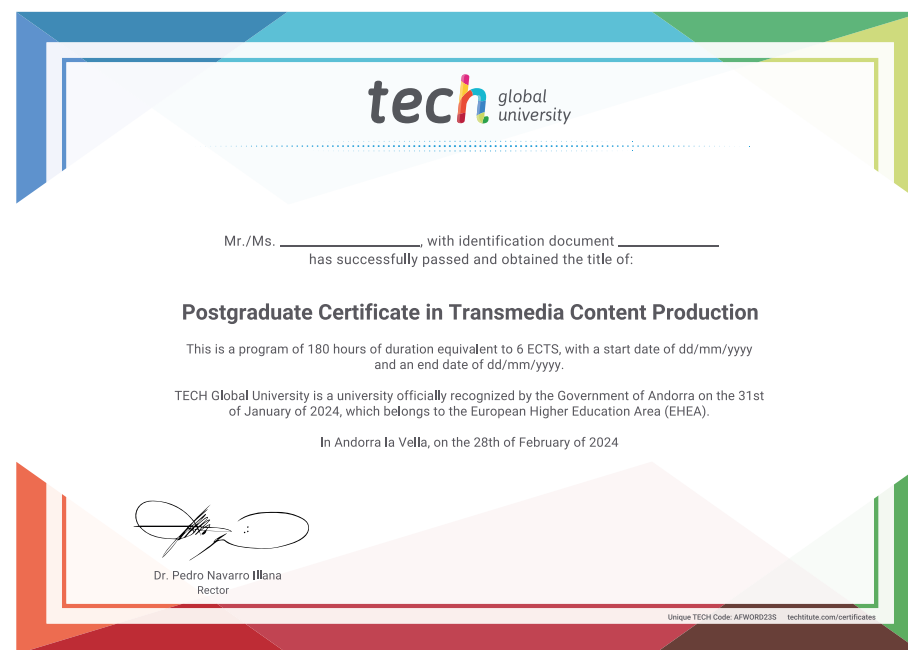 tech global university
Mr./Ms. ____________________, with identification document ______________
has successfully passed and obtained the title of:
Postgraduate Certificate in Transmedia Content Production
This is a program of 180 hours of duration equivalent to 6 ECTS, with a start date of dd/mm/yyyy
and an end date of dd/mm/yyyy.
TECH Global University is a university officially recognized by the Government of Andorra on the 31st
of January of 2024, which belongs to the European Higher Education Area (EHEA).
In Andorra la Vella, on the 28th of February of 2024
Dr. Pedro Navarro Illana
Rector
Unique TECH Code: AFWORD23S techtitute.com/certificates